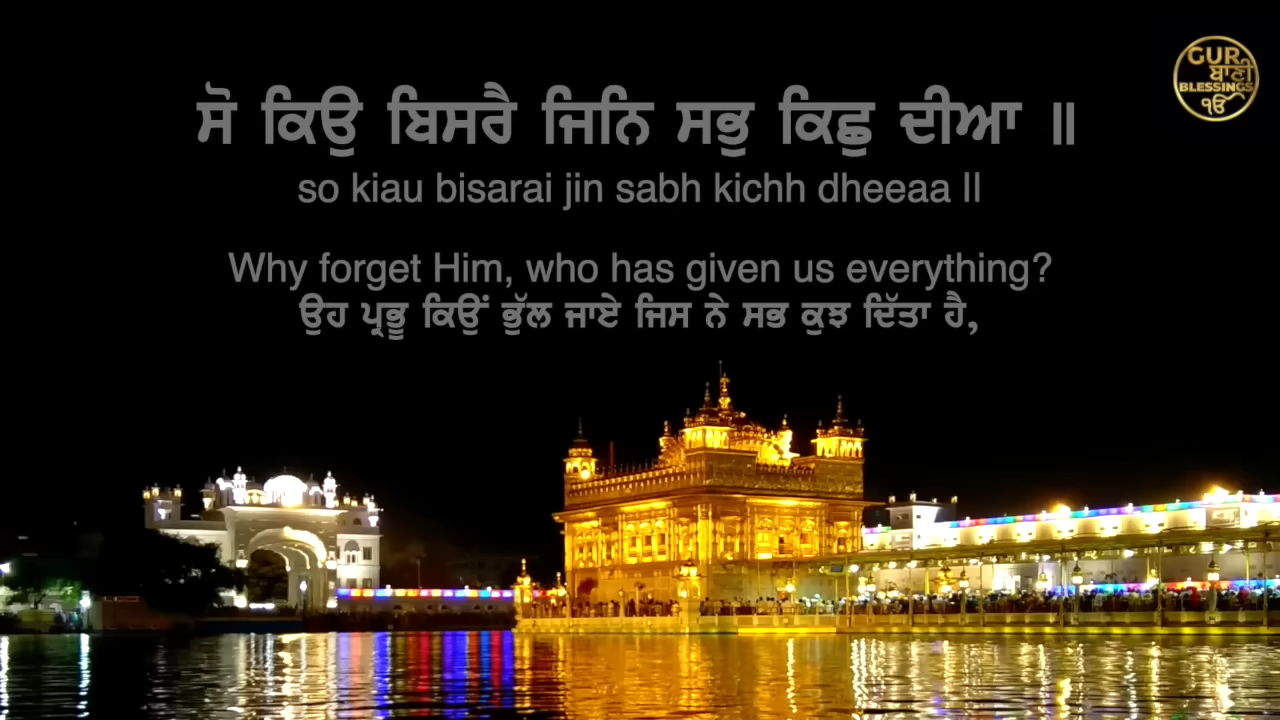 GUR
ਬਾਣੀ
BLESSINGS
ੴ
ਸੋ ਕਿਉ ਬਿਸਰੈ ਜਿਨਿ ਸਭੁ ਕਿਛੁ ਦੀਆ ॥
so kiau bisarai jin sabh kichh dheeaa ||
Why forget Him, who has given us everything?
ਉਹ ਪ੍ਰਭੂ ਕਿਉਂ ਭੁੱਲ ਜਾਏ ਜਿਸ ਨੇ ਸਭ ਕੁਝ ਦਿੱਤਾ ਹੈ,